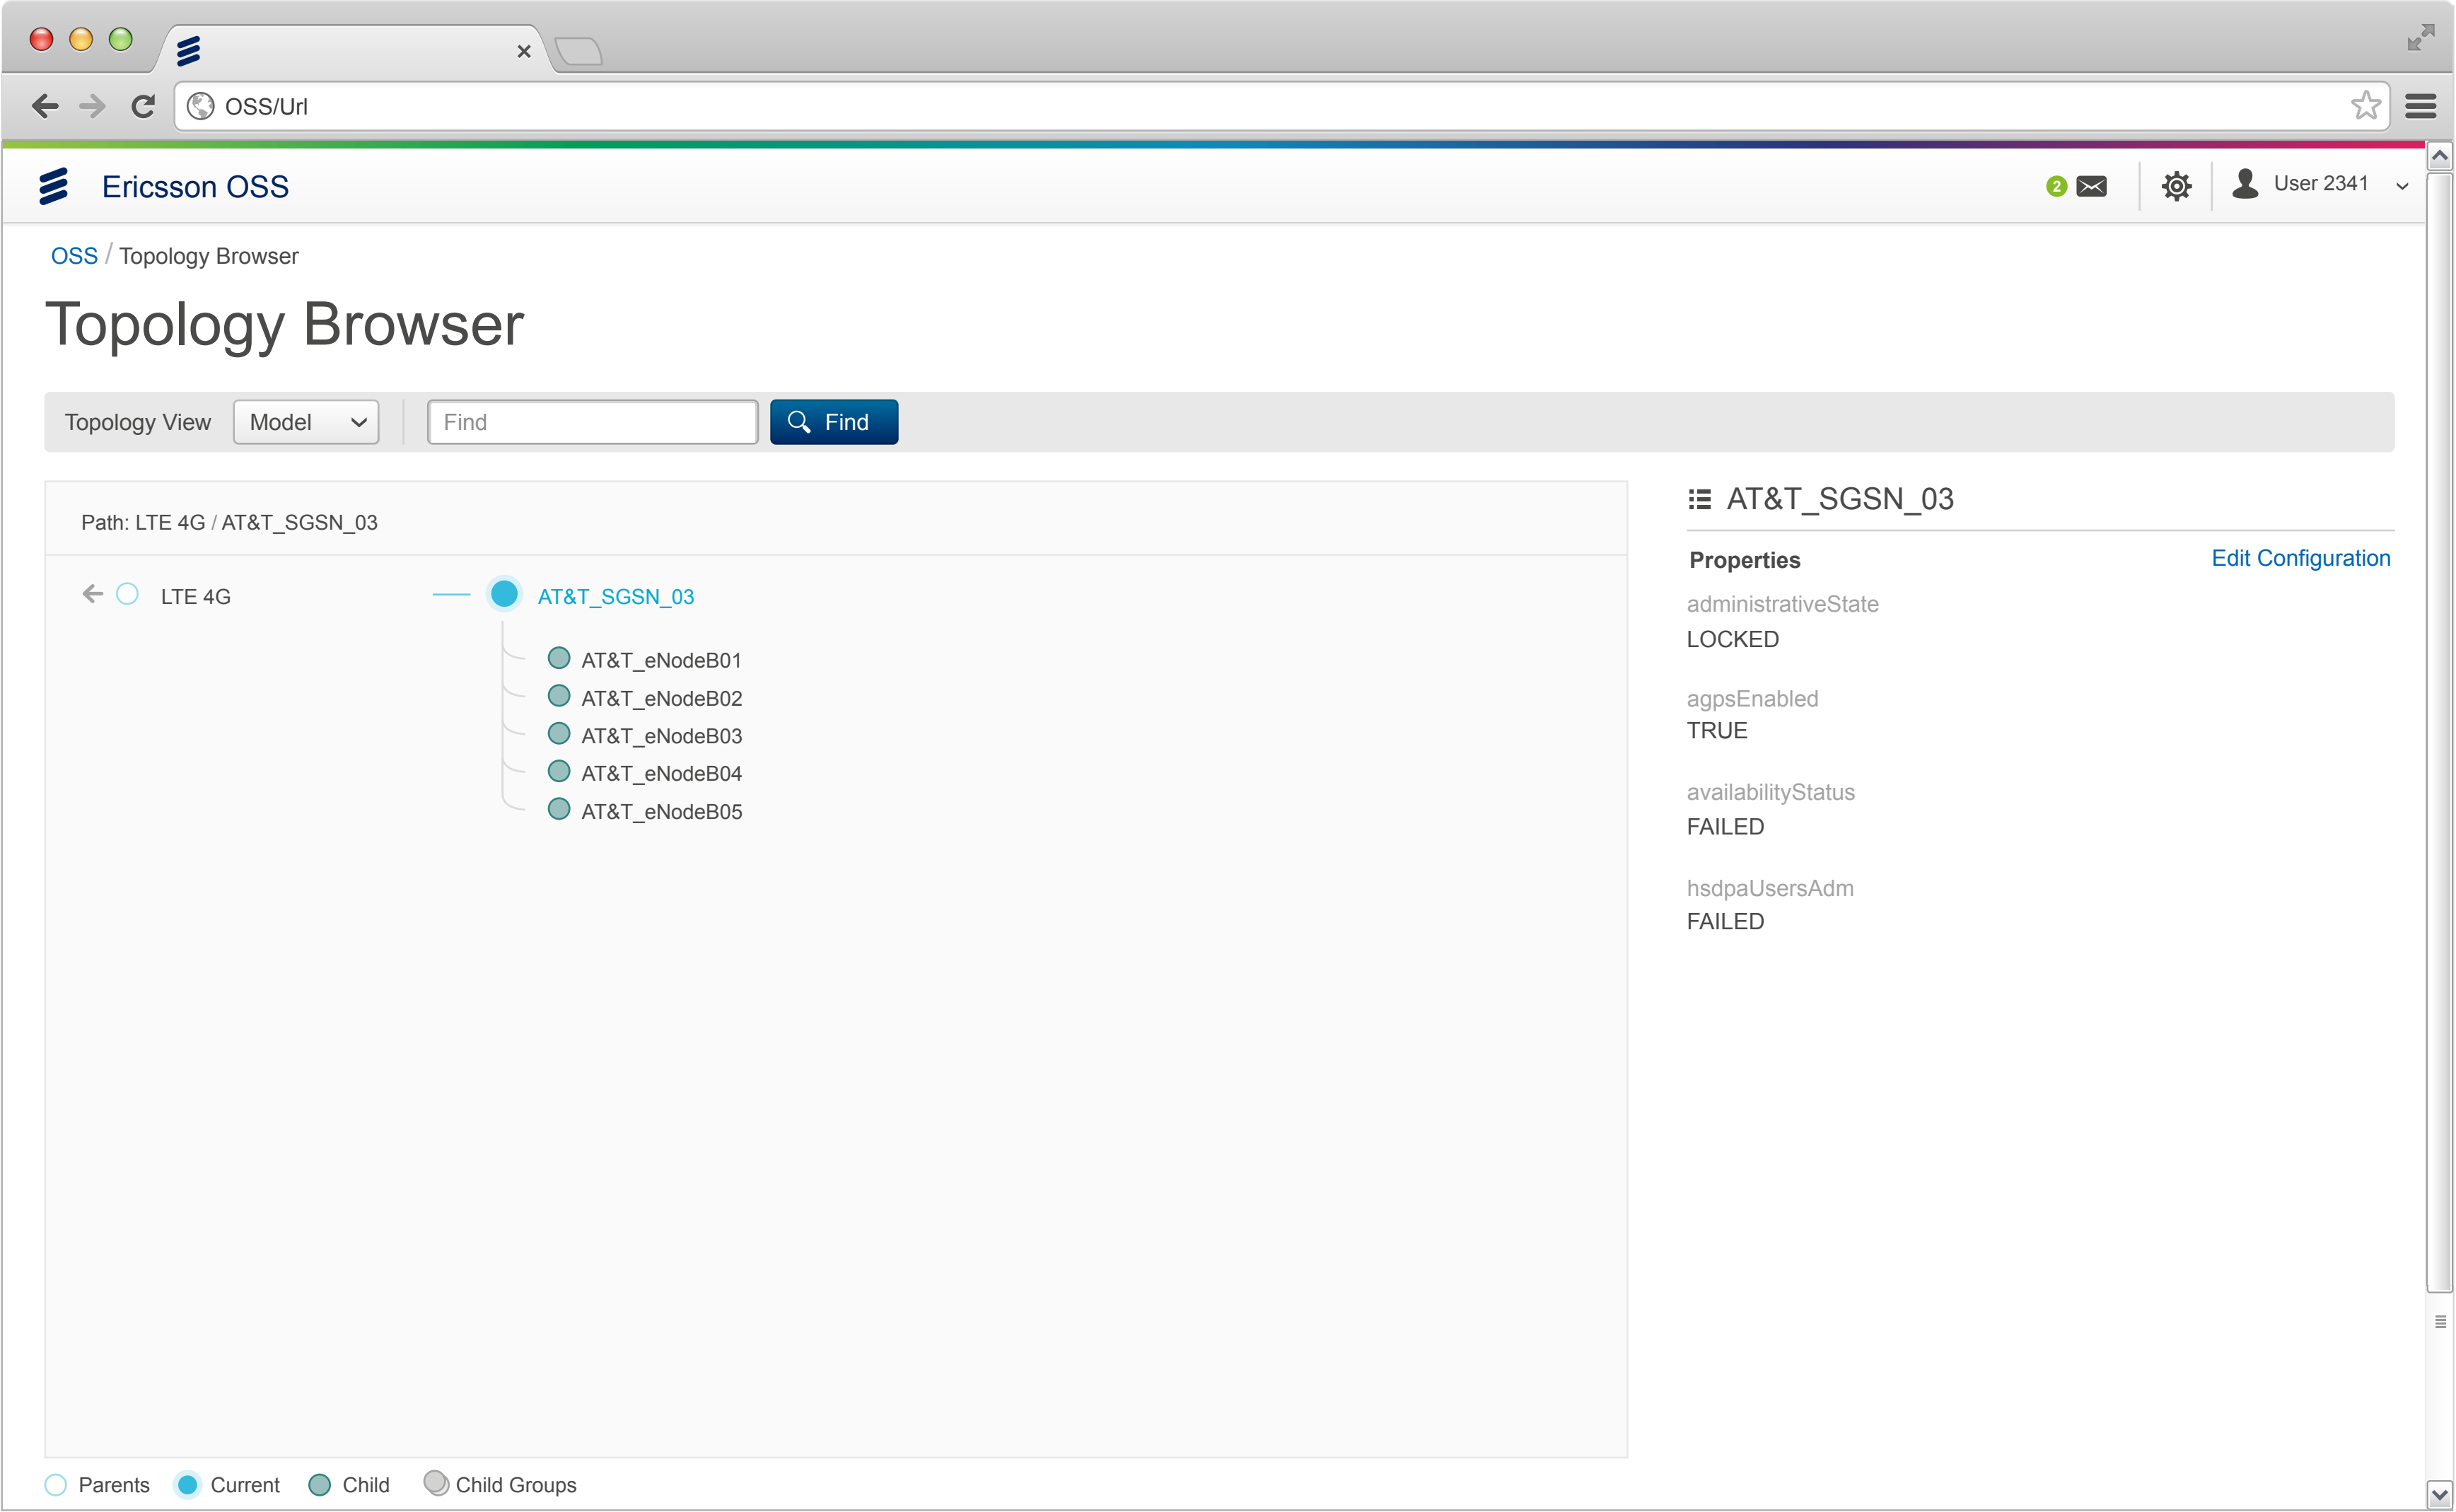 OSS/Url
Ericsson OSS
2
User 2341
OSS / Topology Browser
Topology Browser
Topology View
Model
Find
Find
Path: LTE 4G / AT&T_SGSN_03
LTE 4G
AT&T_SGSN_03
AT&T_eNodeB01
AT&T_eNodeB02
AT&T_eNodeB03
AT&T_eNodeB04
AT&T_eNodeB05
AT&T_SGSN_03
Properties
Edit Configuration
administrativeState
LOCKED
agpsEnabled
TRUE
availabilityStatus
FAILED
hsdpaUsersAdm
FAILED
Parents
Current
Child
Child Groups